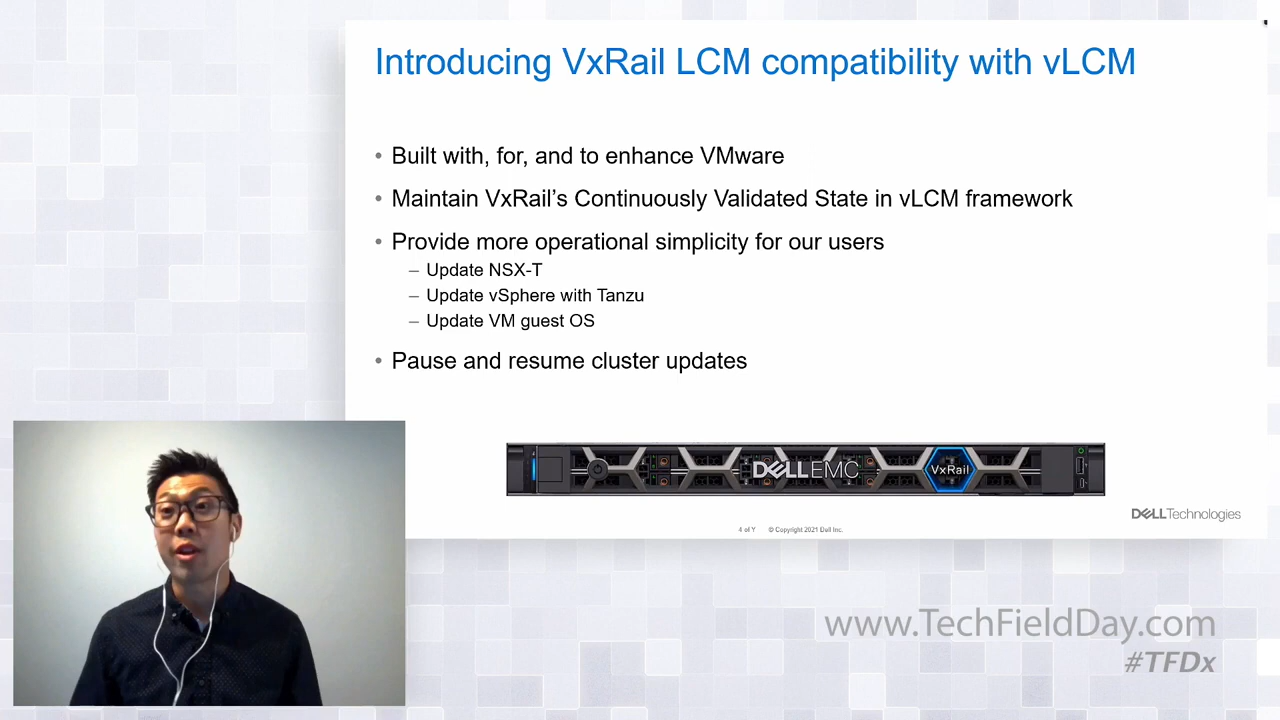 Introducing VxRail LCM compatibility with vLCM
• Built with, for, and to enhance VMware
• Maintain VxRail’s Continuously Validated State in vLCM framework
• Provide more operational simplicity for our users
– Update NSX-T
– Update vSphere with Tanzu
– Update VM guest OS
• Pause and resume cluster updates
DELLEMC
VxRail
DELLTechnologies
4 of Y © Copyright 2021 Dell Inc.
www.TechFieldDay.com
#TFDx